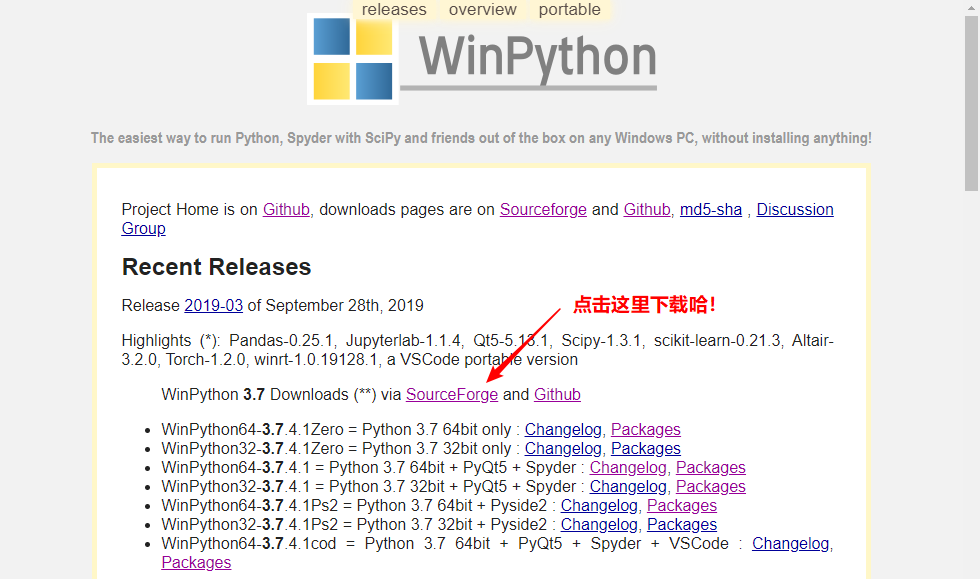 releases overview portable
WinPython
The easiest way to run Python, Spyder with SciPy and friends out of the box on any Windows PC, without installing anything!
Project Home is on Github, downloads pages are on Sourceforge and Github, md5-sha , Discussion
Group
Recent Releases
Release 2019-03 of September 28th, 2019
点击这里下载哈!
Highlights (*): Pandas-0.25.1, Jupyterlab-1.1.4, Qt5-5.13.1, Scipy-1.3.1, scikit-learn-0.21.3, Altair-
3.2.0, Torch-1.2.0, winrt-1.0.19128.1, a VSCode portable version
WinPython 3.7 Downloads (**) via SourceForge and Github
• WinPython64-3.7.4.1Zero = Python 3.7 64bit only : Changelog, Packages
• WinPython32-3.7.4.1Zero = Python 3.7 32bit only : Changelog, Packages
• WinPython64-3.7.4.1 = Python 3.7 64bit + PyQt5 + Spyder : Changelog, Packages
• WinPython32-3.7.4.1 = Python 3.7 32bit + PyQt5 + Spyder : Changelog, Packages
• WinPython64-3.7.4.1Ps2 = Python 3.7 64bit + Pyside2 : Changelog, Packages
• WinPython32-3.7.4.1Ps2 = Python 3.7 32bit + Pyside2 : Changelog, Packages
• WinPython64-3.7.4.1cod = Python 3.7 64bit + PyQt5 + Spyder + VSCode : Changelog,
Packages